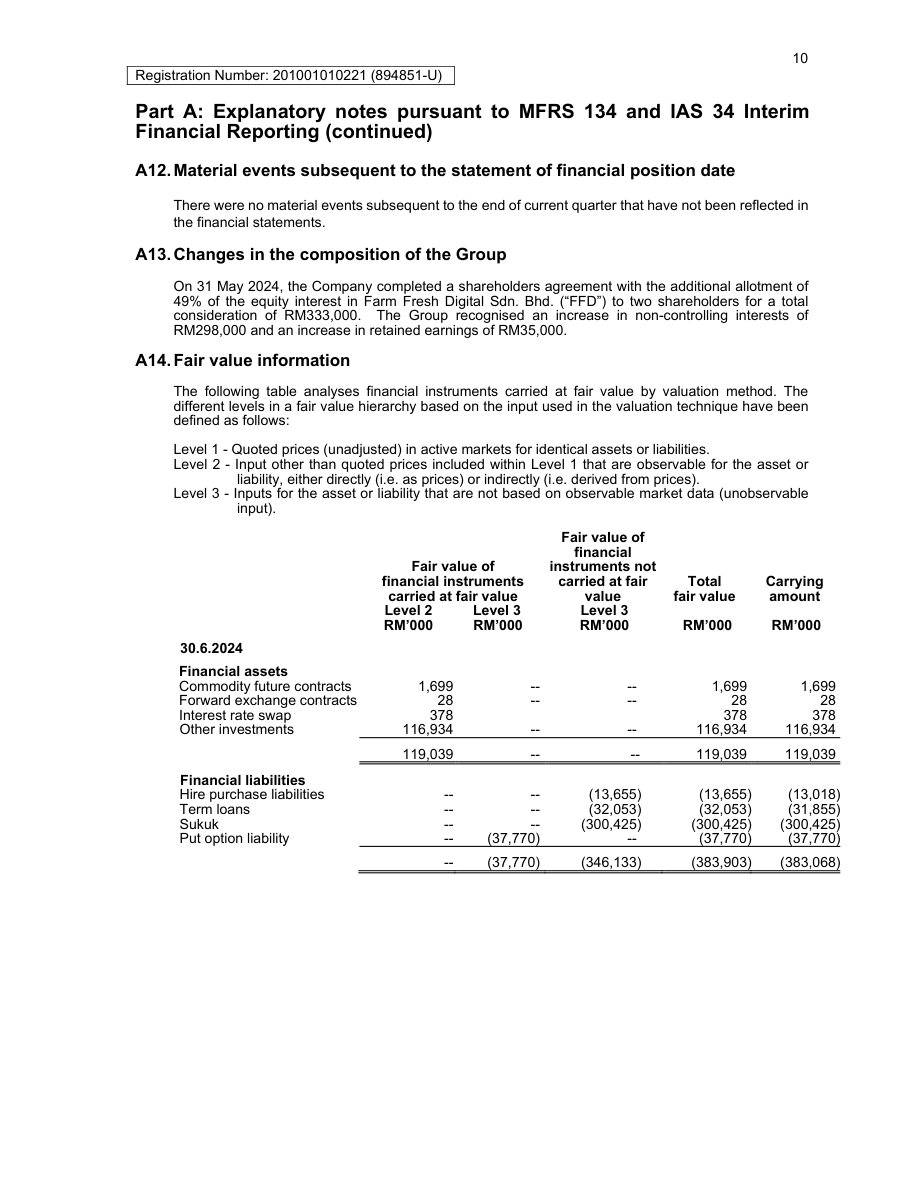 10
Registration Number: 201001010221 (894851-U)
Part A: Explanatory notes pursuant to MFRS 134 and IAS 34 Interim
Financial Reporting (continued)
A12. Material events subsequent to the statement of financial position date
There were no material events subsequent to the end of current quarter that have not been reflected in
the financial statements.
A13. Changes in the composition of the Group
On 31 May 2024, the Company completed a shareholders agreement with the additional allotment of
49% of the equity interest in Farm Fresh Digital Sdn. Bhd. (“FFD”) to two shareholders for a total
consideration of RM333,000. The Group recognised an increase in non-controlling interests of
RM298,000 and an increase in retained earnings of RM35,000.
A14. Fair value information
The following table analyses financial instruments carried at fair value by valuation method. The
different levels in a fair value hierarchy based on the input used in the valuation technique have been
defined as follows:
Level 1 - Quoted prices (unadjusted) in active markets for identical assets or liabilities.
Level 2 - Input other than quoted prices included within Level 1 that are observable for the asset or
liability, either directly (i.e. as prices) or indirectly (i.e. derived from prices).
Level 3 - Inputs for the asset or liability that are not based on observable market data (unobservable
input).
Fair value of
financial
Fair value of instruments not
financial instruments carried at fair Total Carrying
carried at fair value value fair value amount
Level 2 Level 3 Level 3
RM’000 RM’000 RM’000 RM’000 RM’000
30.6.2024
Financial assets
Commodity future contracts 1,699 -- -- 1,699 1,699
Forward exchange contracts 28 -- -- 28 28
Interest rate swap 378 378 378
Other investments 116,934 -- -- 116,934 116,934
119,039 -- -- 119,039 119,039
Financial liabilities
Hire purchase liabilities -- -- (13,655) (13,655) (13,018)
Term loans -- -- (32,053) (32,053) (31,855)
Sukuk -- -- (300,425) (300,425) (300,425)
Put option liability -- (37,770) -- (37,770) (37,770)
-- (37,770) (346,133) (383,903) (383,068)